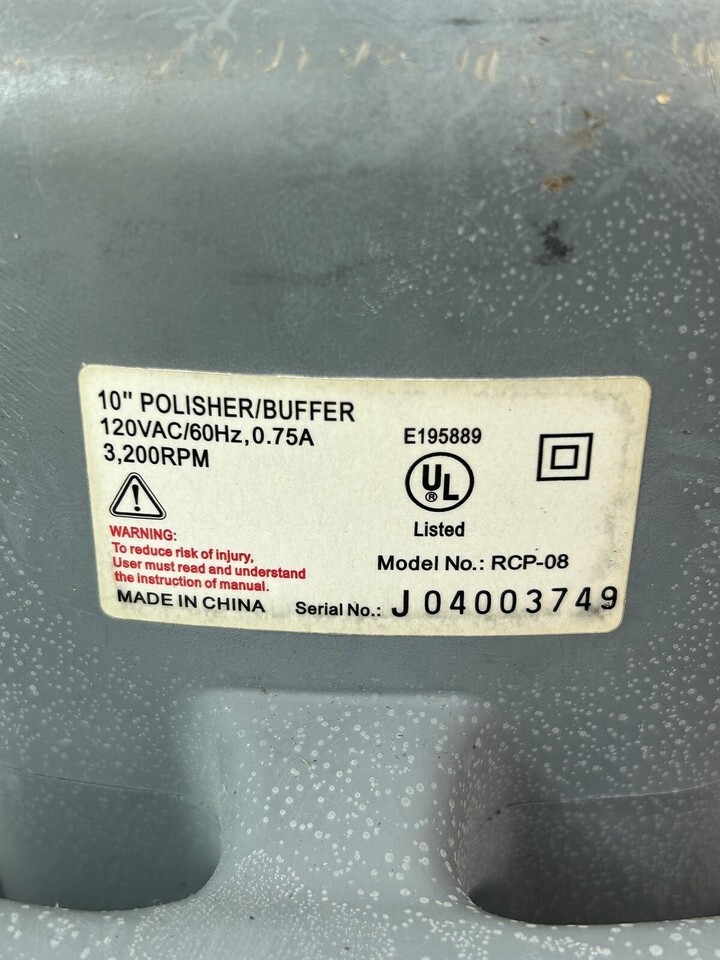 10" POLISHER/BUFFER
120VAC/60Hz,0.75A
3,200RPM
WARNING:
To reduce risk of injury,
User must read and understand
the instruction of manual.
MADE IN CHINA
E195889
UL
®
Listed
Model No.: RCP-08
Serial No.: J04003749